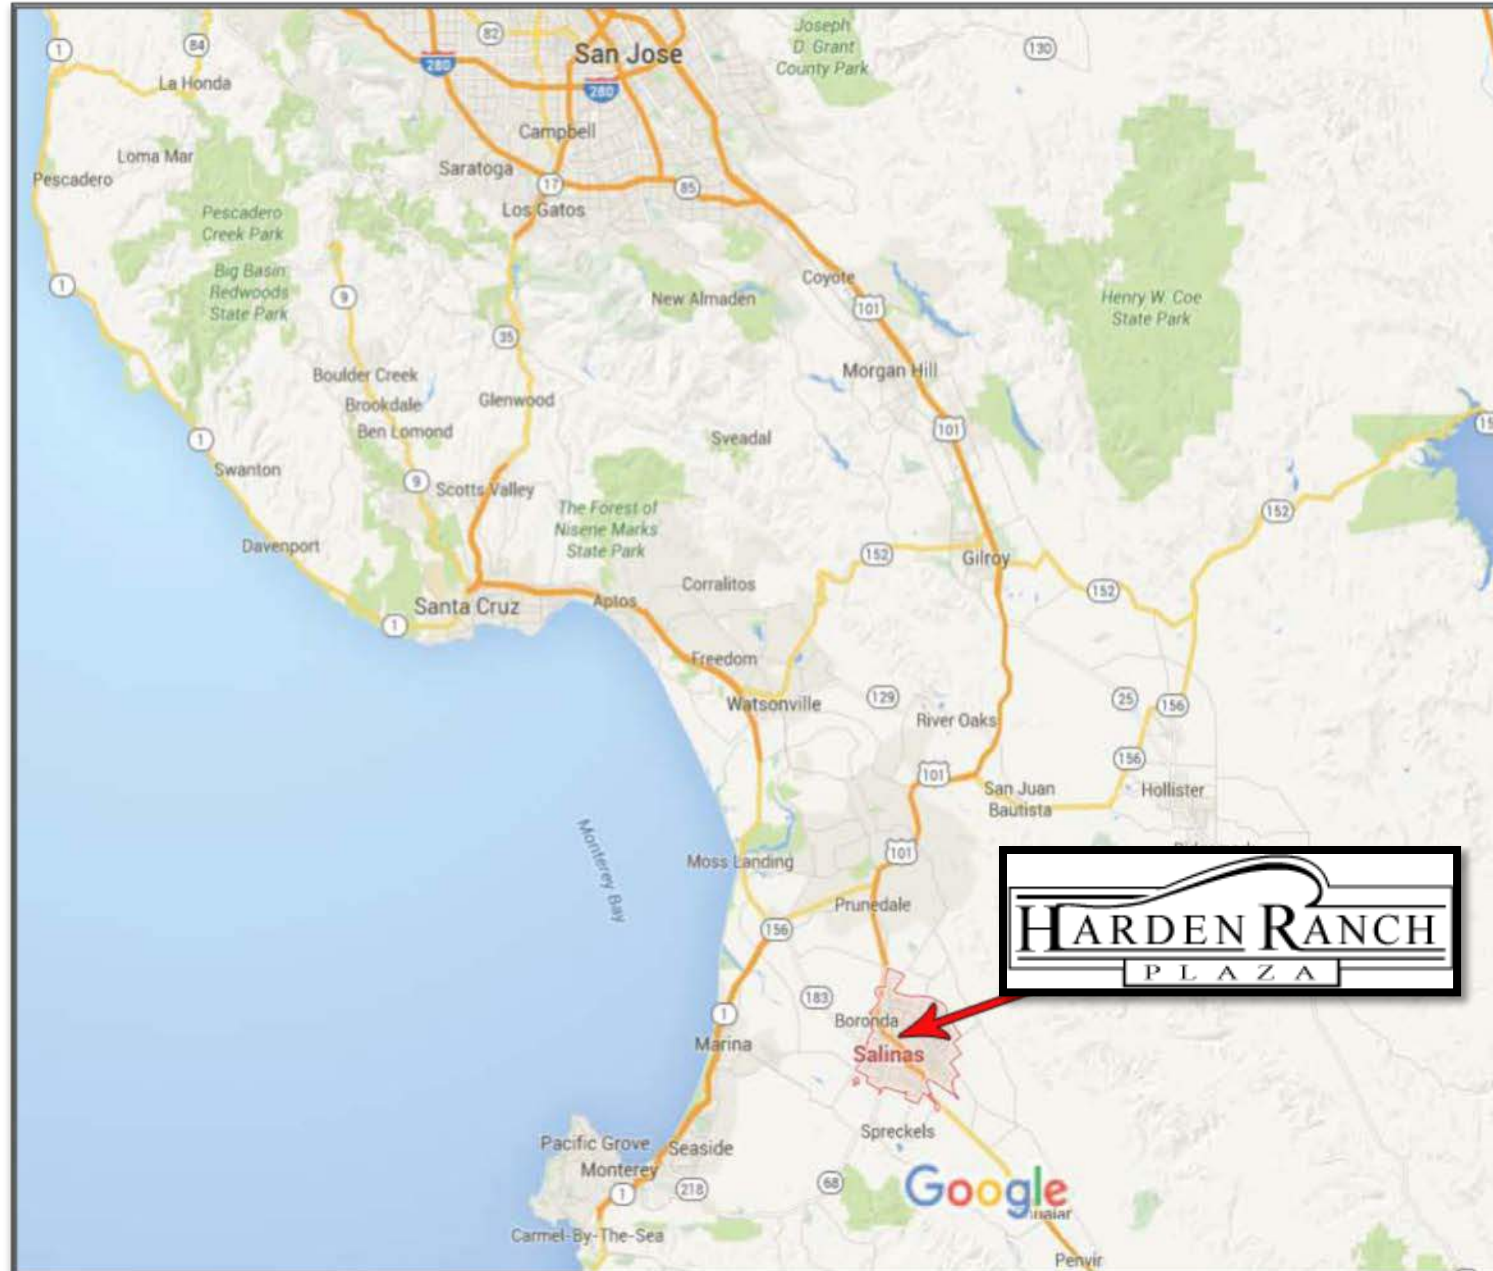 1
84
82
San Jose
Joseph
D. Grant
County Park
130
280
280
La Honda
Campbell
Loma Mar
Saratoga
Pescadero
17
85
Los Gatos
Pescadero
Creek Park
Big Basin
Redwoods
State Park
1
9
Coyote
New Almaden
101
Henry W. Coe
State Park
35
Boulder Creek
Morgan Hill
Brookdale
Glenwood
Ben Lomond
101
1
Sveadal
Swanton
9
Scotts Valley
152
The Forest of
Nisene Marks
State Park
Davenport
152
Gilroy
Corralitos
152
Santa Cruz
Aptos
1
Freedom
Watsonville
129
25
156
River Oaks
156
101
San Juan
Bautista
Hollister
Monterey Bay
Moss Landing
101
Prunedale
156
HARDEN RANCH
PLAZA
183
1
Boronda
Marina
Salinas
Spreckels
Pacific Grove
Seaside
Monterey
1
218
68
Google
Carmel-By-The-Sea
Penvir